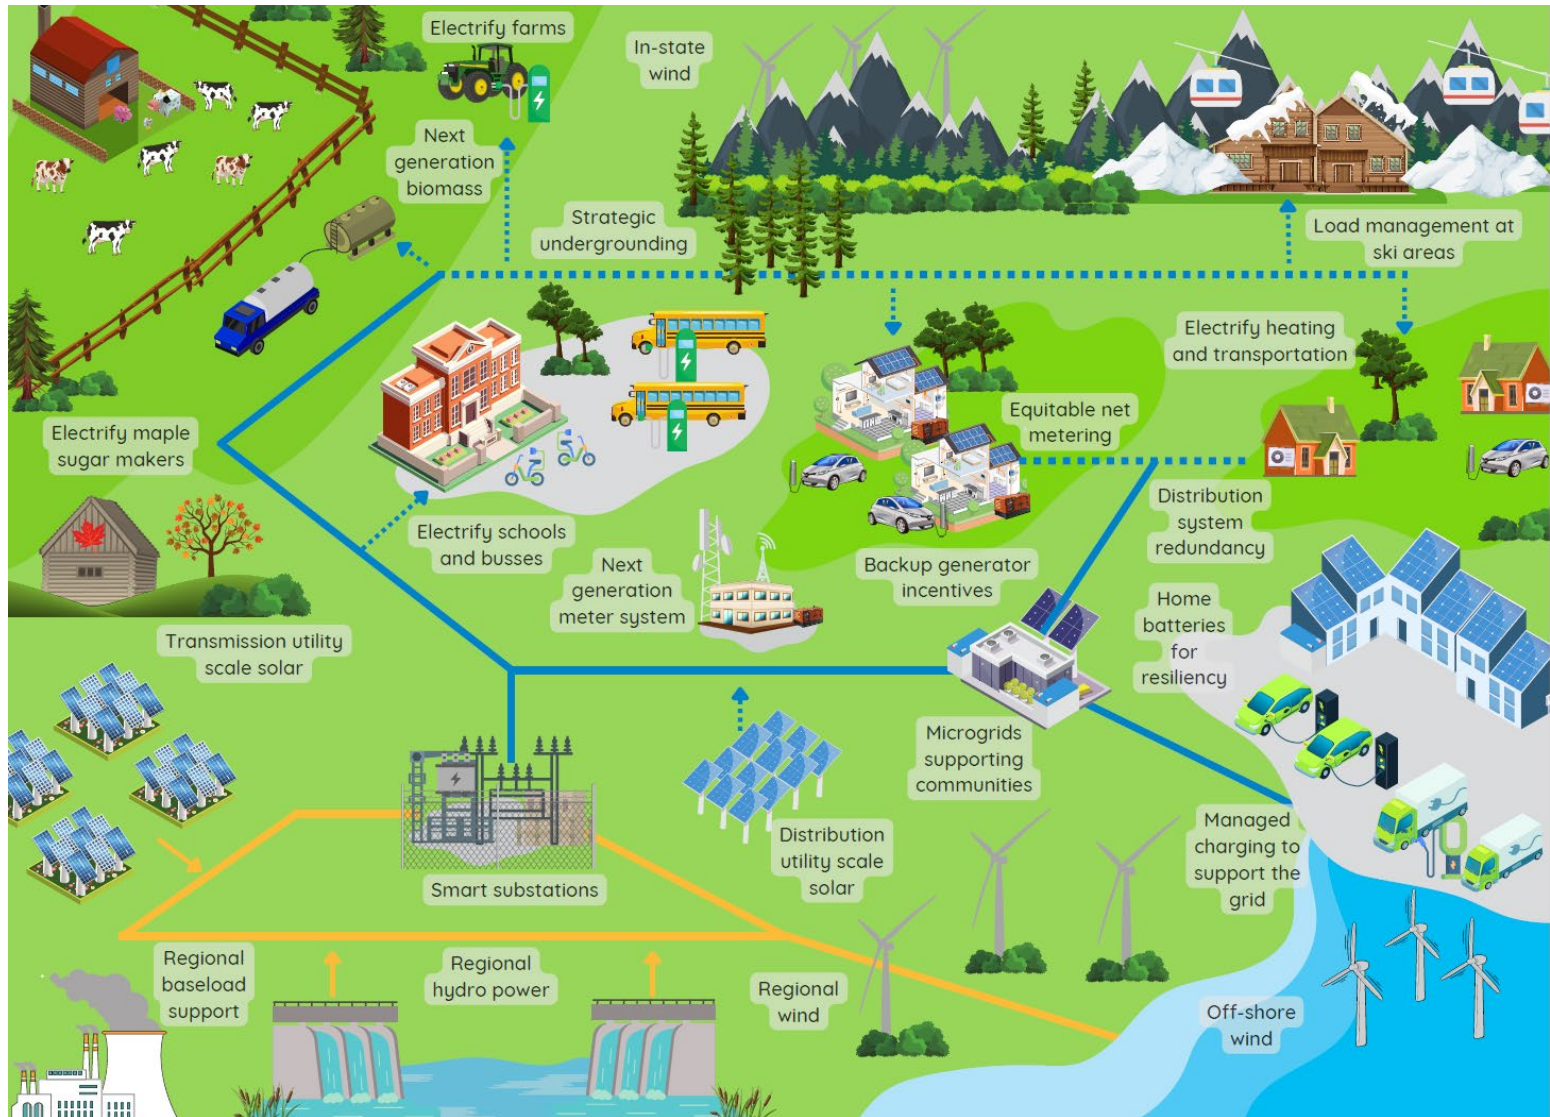 Electrify farms
In-state
wind
Next
generation
biomass
Strategic
undergrounding
Load management at
ski areas
Electrify heating
and transportation
Electrify maple
sugar makers
Equitable net
metering
Electrify schools
and busses
Distribution
system
redundancy
Next
generation
meter system
Backup generator
incentives
Home
batteries
for
resiliency
Transmission utility
scale solar
Microgrids
supporting
communities
Distribution
utility scale
solar
Managed
charging to
support the
grid
Smart substations
Regional
baseload
support
Regional
hydro power
Regional
wind
Off-shore
wind